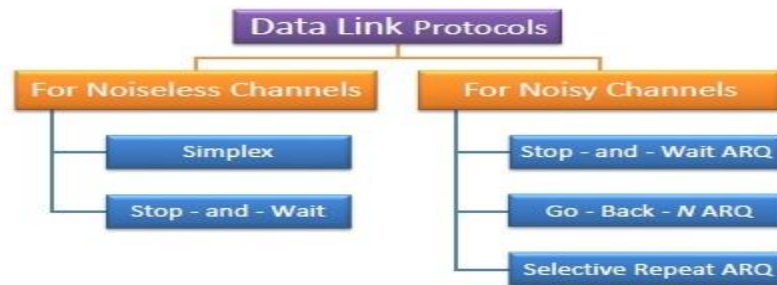 Data Link Protocols
For Noiseless Channels
Simplex
Stop - and - Wait
For Noisy Channels
Stop - and - Wait ARQ
Go - Back - N ARQ
Selective Repeat ARQ